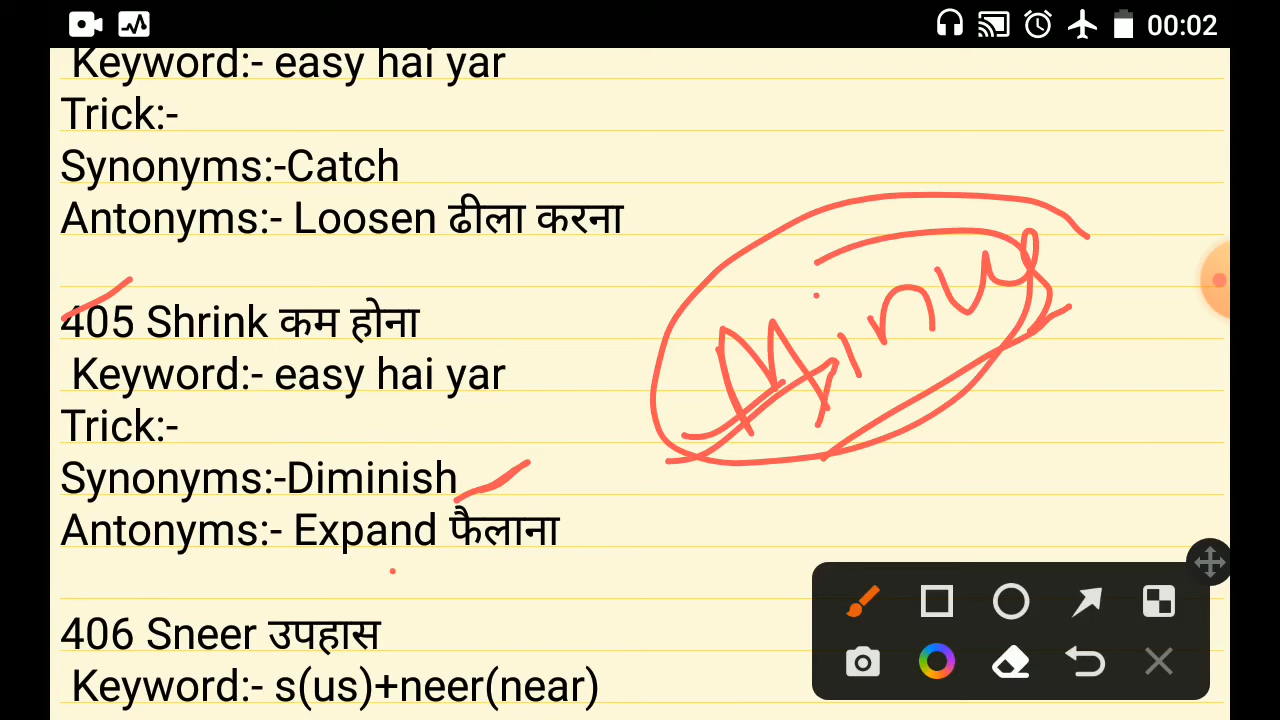 00:02
Keyword:- easy hai yar
Trick:-
Synonyms:-Catch
Antonyms:- Loosen ढीला करना
405 Shrink कम होना
Keyword:- easy hai yar
Trick:-
Synonyms:-Diminish
Antonyms:- Expand फैलाना
Minus
406 Sneer उपहास
Keyword:- s(us)+neer(near)